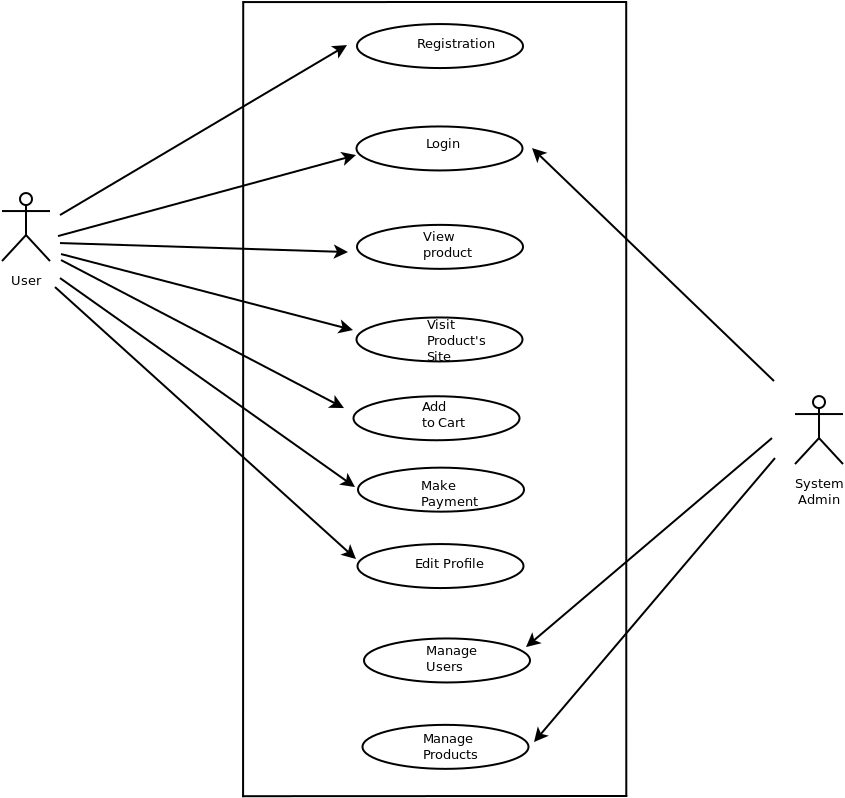 Registration
Login
User
View
product
Visit
Product's
Site
Add
to Cart
Make
Payment
Edit Profile
System
Admin
Manage
Users
Manage
Products